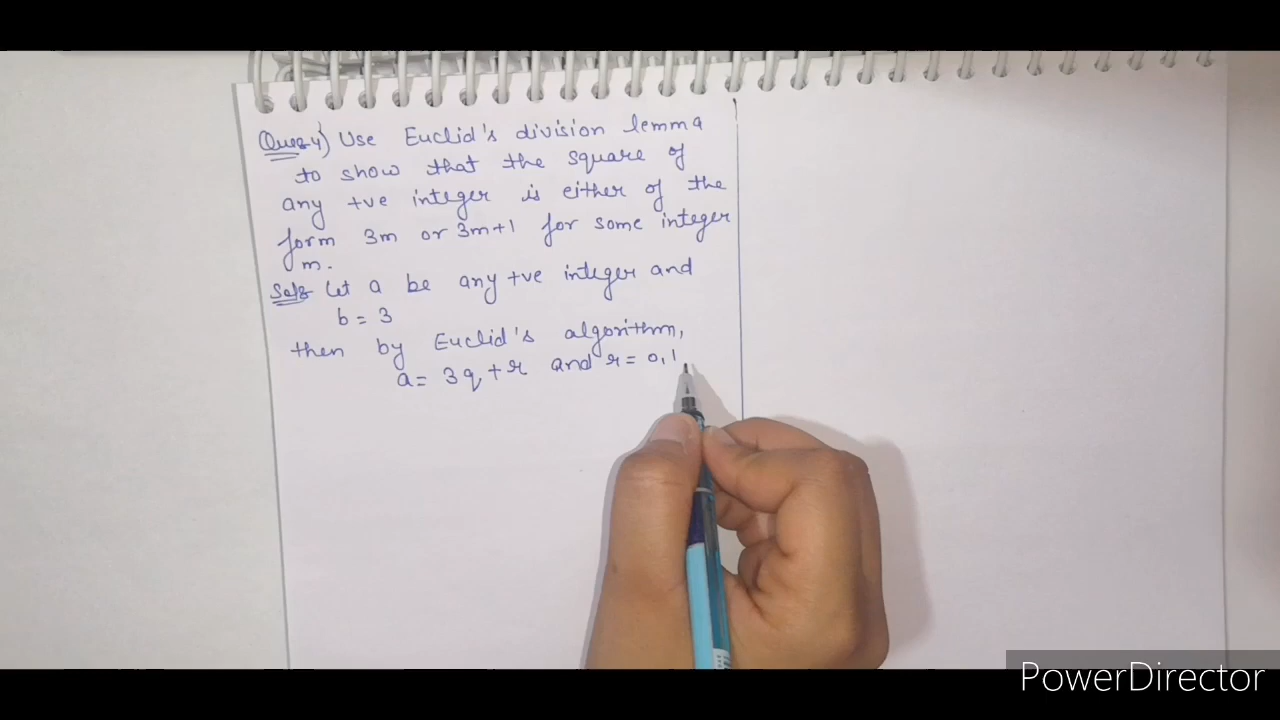 Ques 4) Use Euclid's division lemma
to show that the square of
any +ve integer is either of the
form 3m or 3m+1 for some integer
m.
Sol: Let a be any +ve integer and
b = 3
then by Euclid's algorithm,
a = 3q + r and r = 0, 1
PowerDirector